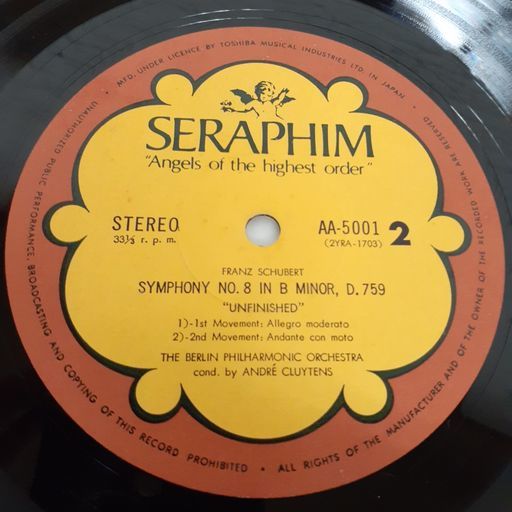 MFD. UNDER LICENCE BY TOSHIBA MUSICAL INDUSTRIES LTD. IN JAPAN •
SERAPHIM
"Angels of the highest order"
STEREO
33⅓ r. p. m.
AA-5001 2
(2YRA-1703)
FRANZ SCHUBERT
SYMPHONY NO. 8 IN B MINOR, D. 759
"UNFINISHED"
1)-1st Movement: Allegro moderato
2)-2nd Movement: Andante con moto
THE BERLIN PHILHARMONIC ORCHESTRA
cond. by ANDRÉ CLUYTENS
• ALL RIGHTS OF THE MANUFACTURER AND OF THE OWNER OF THE RECORDED WORK ARE RESERVED
UNAUTHORIZED PUBLIC PERFORMANCE, BROADCASTING AND COPYING OF THIS RECORD PROHIBITED